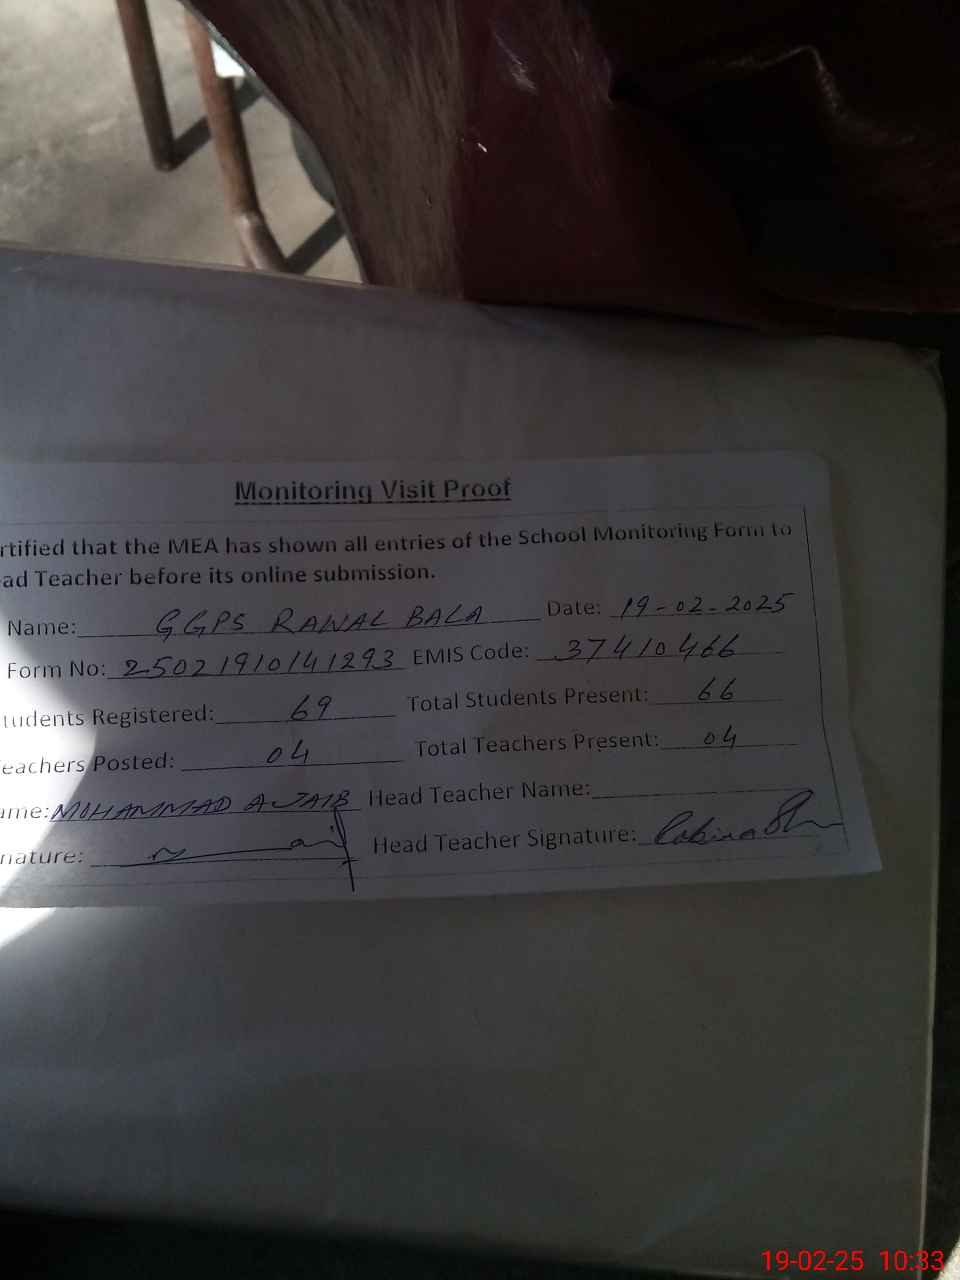 Monitoring Visit Proof
rtified that the MEA has shown all entries of the School Monitoring Form to
ad Teacher before its online submission.
Name: GGPS RAWAL BALA Date: 19-02-2025
Form No: 25021910141293 EMIS Code: 37410466
tudents Registered: 69 Total Students Present: 66
eachers Posted: 04 Total Teachers Present: 04
ame: MOHAMMAD AJAIB Head Teacher Name:
nature: Head Teacher Signature:
19-02-25 10:33